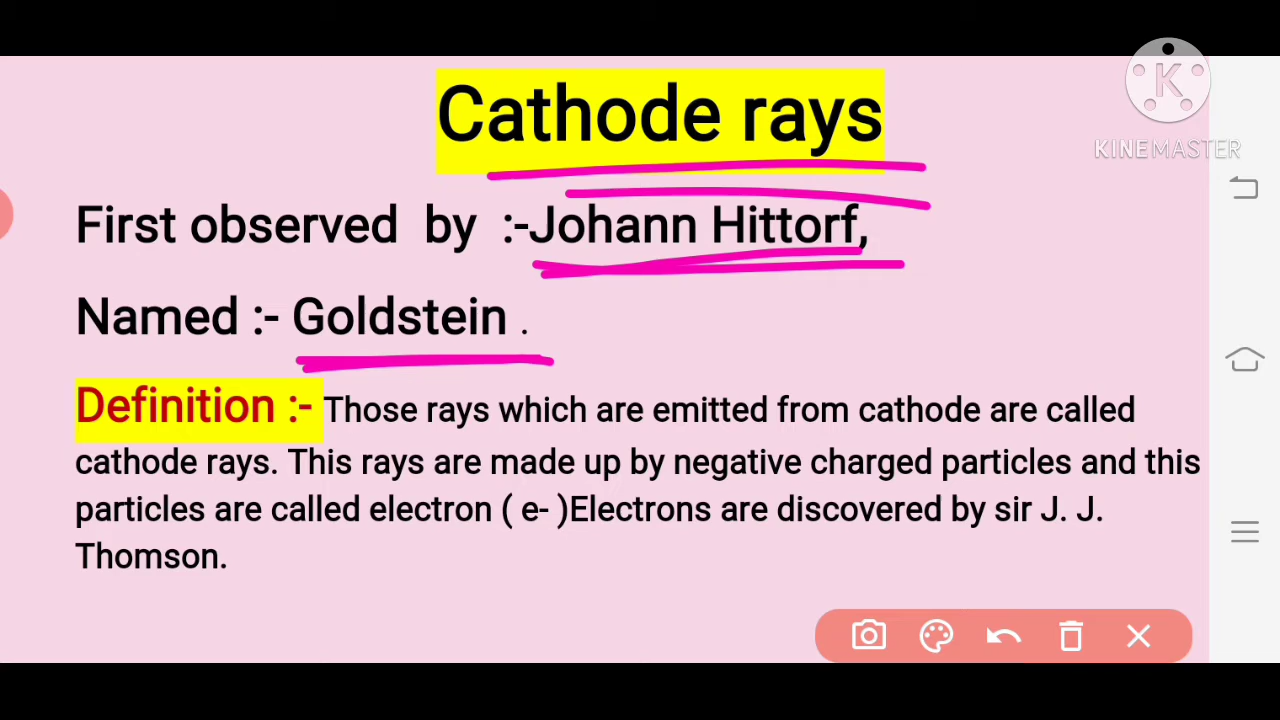 Cathode rays
K
KINEMASTER
First observed by :-Johann Hittorf,
Named :- Goldstein .
Definition :- Those rays which are emitted from cathode are called
cathode rays. This rays are made up by negative charged particles and this
particles are called electron ( e- )Electrons are discovered by sir J. J.
Thomson.